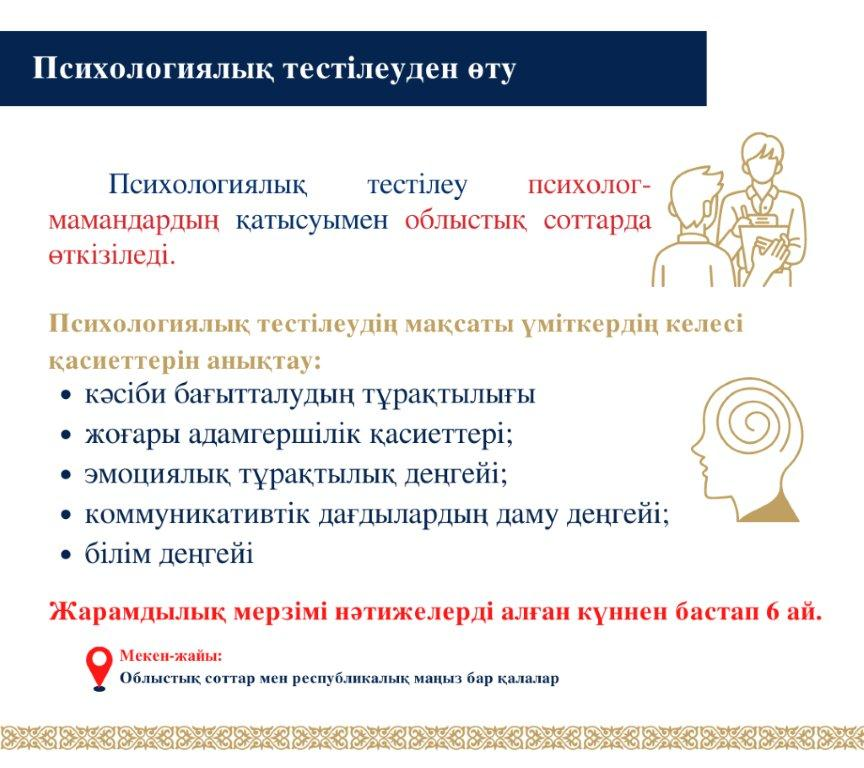 Психологиялық тестілеуден өту
Психологиялық тестілеу психолог-
мамандардың қатысуымен облыстық соттарда
өткізіледі.
Психологиялық тестілеудің мақсаты үміткердің келесі
қасиеттерін анықтау:
• кәсіби бағытталудың тұрақтылығы
• жоғары адамгершілік қасиеттері;
• эмоциялық тұрақтылық деңгейі;
• коммуникативтік дағдылардың даму деңгейі;
• білім деңгейі
Жарамдылық мерзімі нәтижелерді алған күннен бастап 6 ай.
Мекен-жайы:
Облыстық соттар мен республикалық маңыз бар қалалар